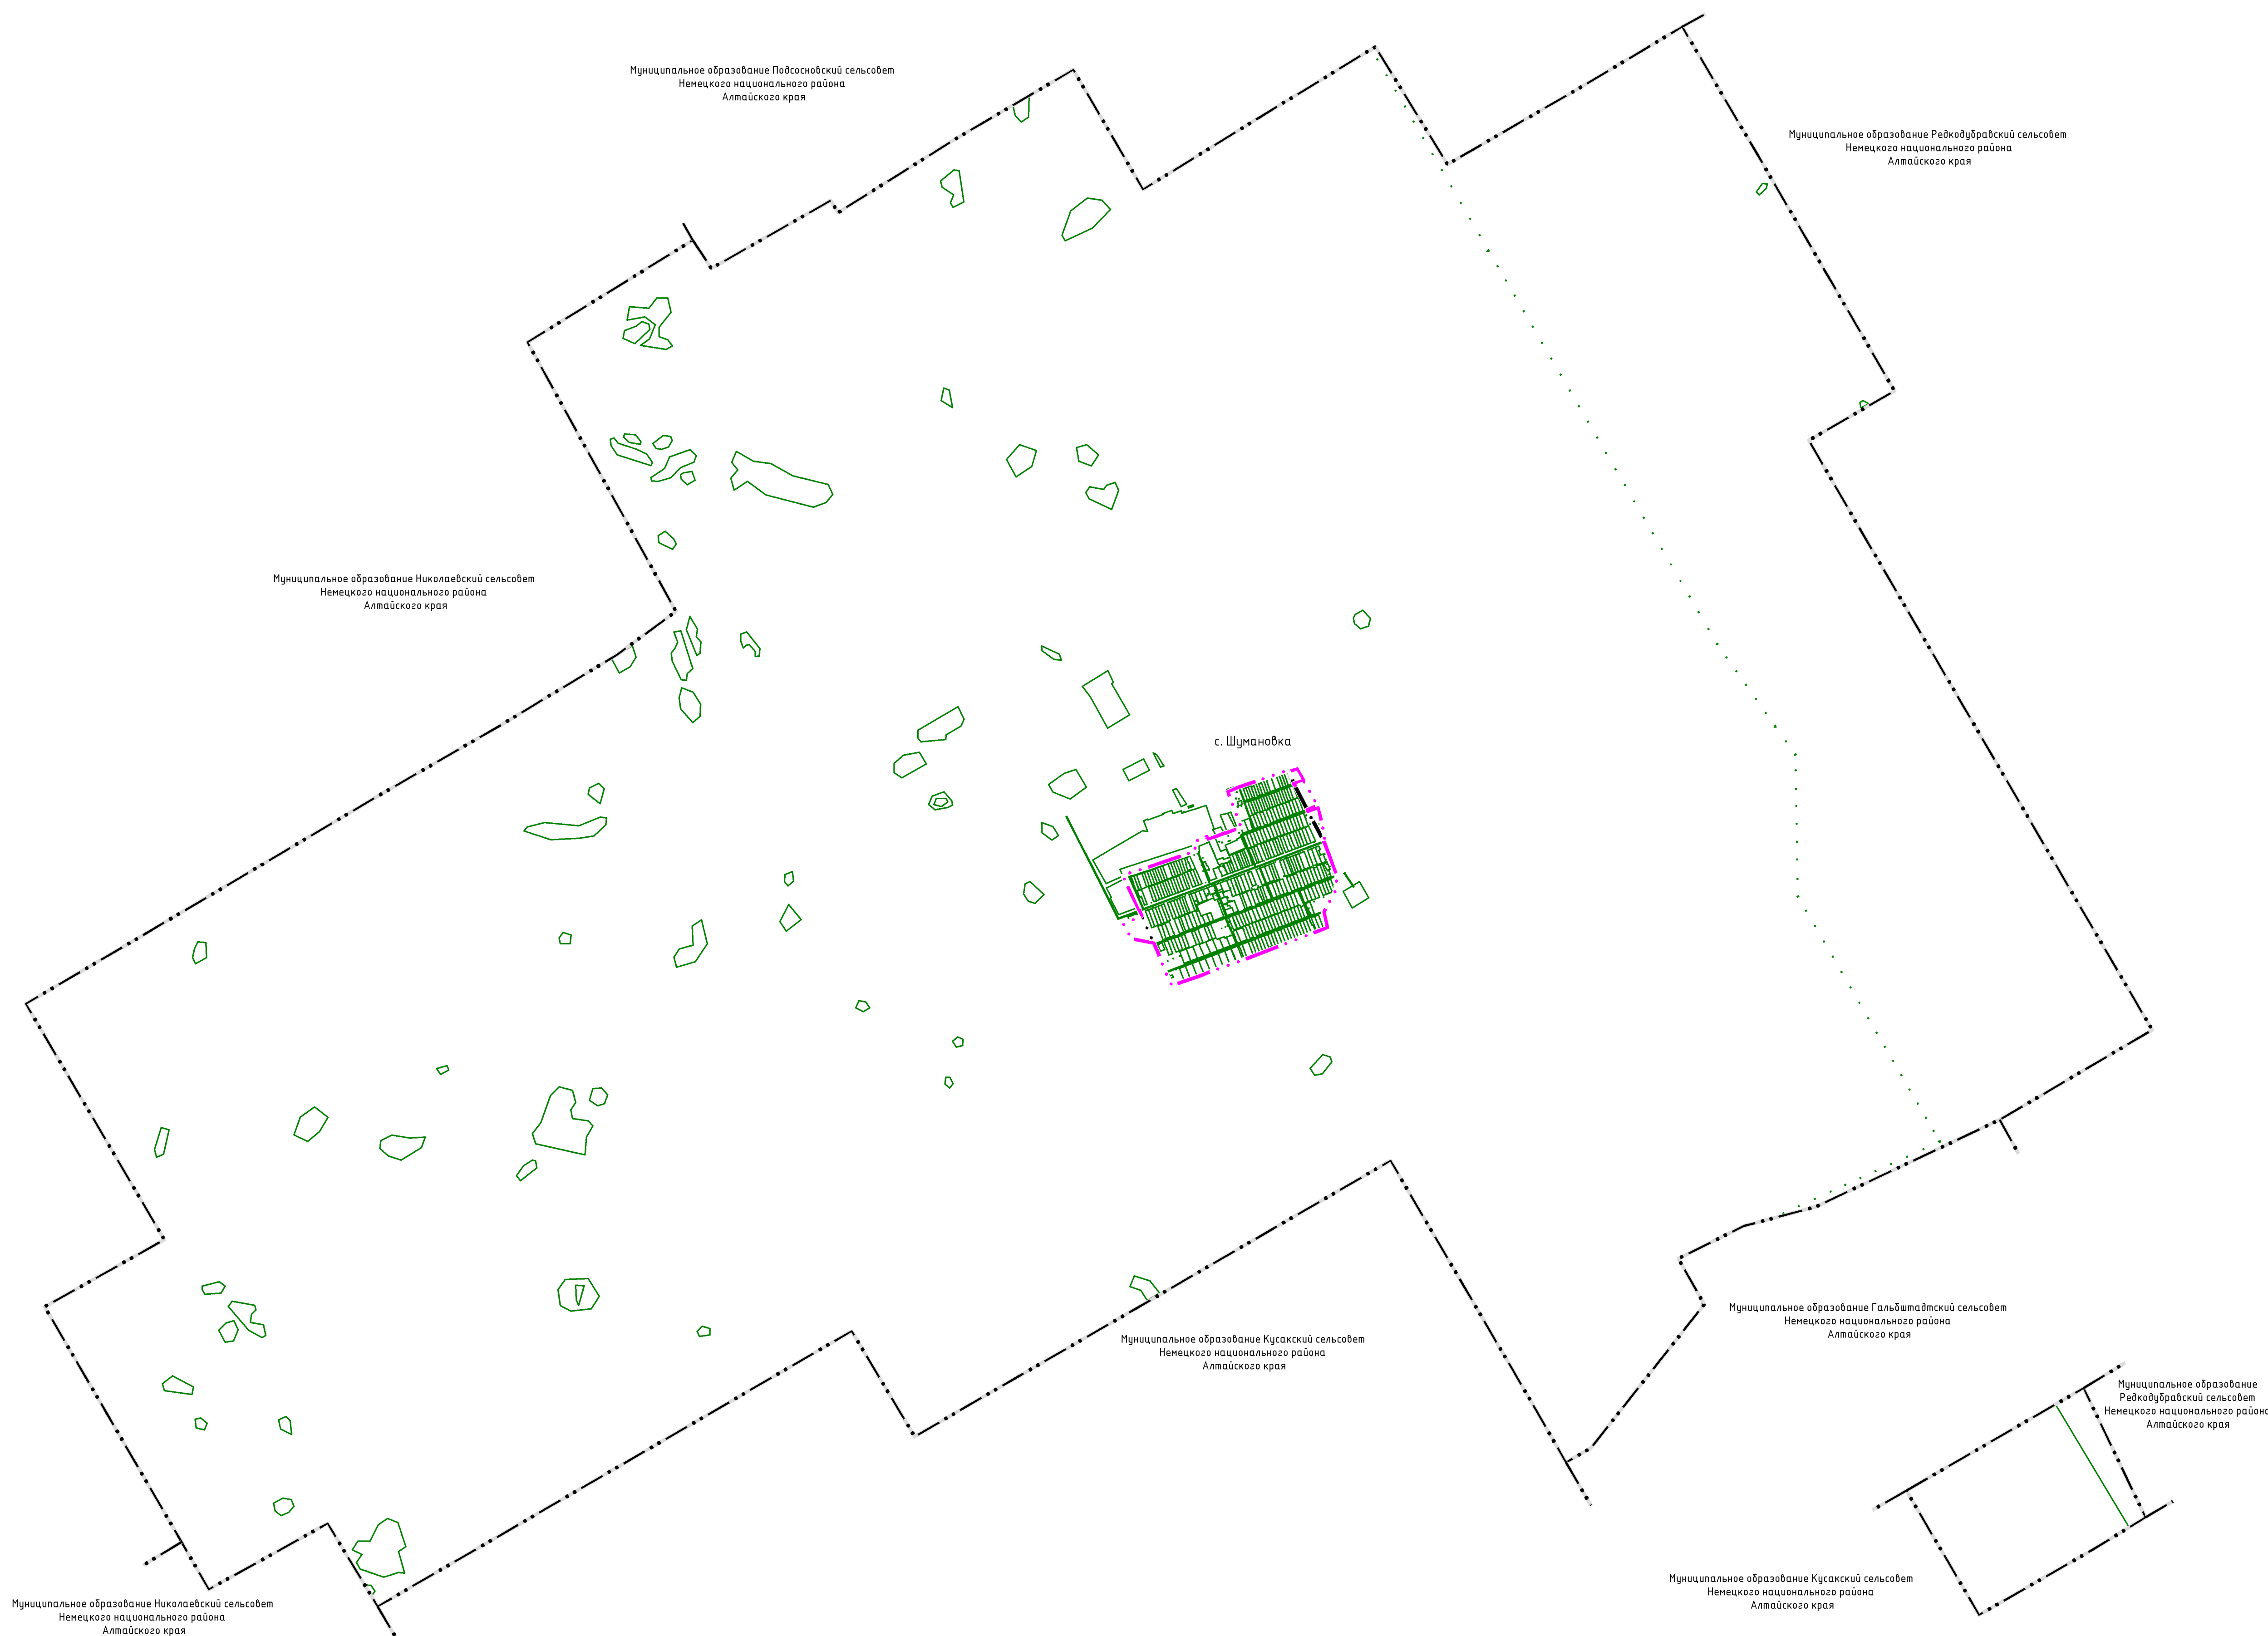 Муниципальное образование Подсосновский сельсовет
Немецкого национального района
Алтайского края
Муниципальное образование Редкодубравский сельсовет
Немецкого национального района
Алтайского края
Муниципальное образование Николаевский сельсовет
Немецкого национального района
Алтайского края
с. Шумановка
Муниципальное образование Гальбштадтский сельсовет
Немецкого национального района
Алтайского края
Муниципальное образование Кусакский сельсовет
Немецкого национального района
Алтайского края
Муниципальное образование
Редкодубравский сельсовет
Немецкого национального района
Алтайского края
Муниципальное образование Кусакский сельсовет
Немецкого национального района
Алтайского края
Муниципальное образование Николаевский сельсовет
Немецкого национального района
Алтайского края